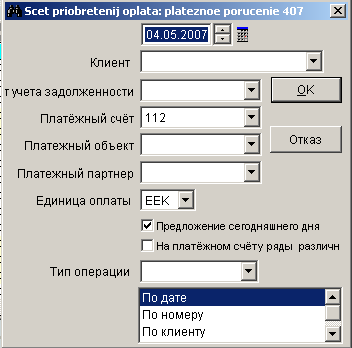 Scet priobretenij oplata: plateznoe porucenie 407
04.05.2007
Клиент
т учета задолженности
OK
Платёжный счёт 112
Отказ
Платежный объект
Платежный партнер
Единица оплаты EEK
Предложение сегодняшнего дня
На платёжном счёту ряды различн
Тип операции
По дате
По номеру
По клиенту